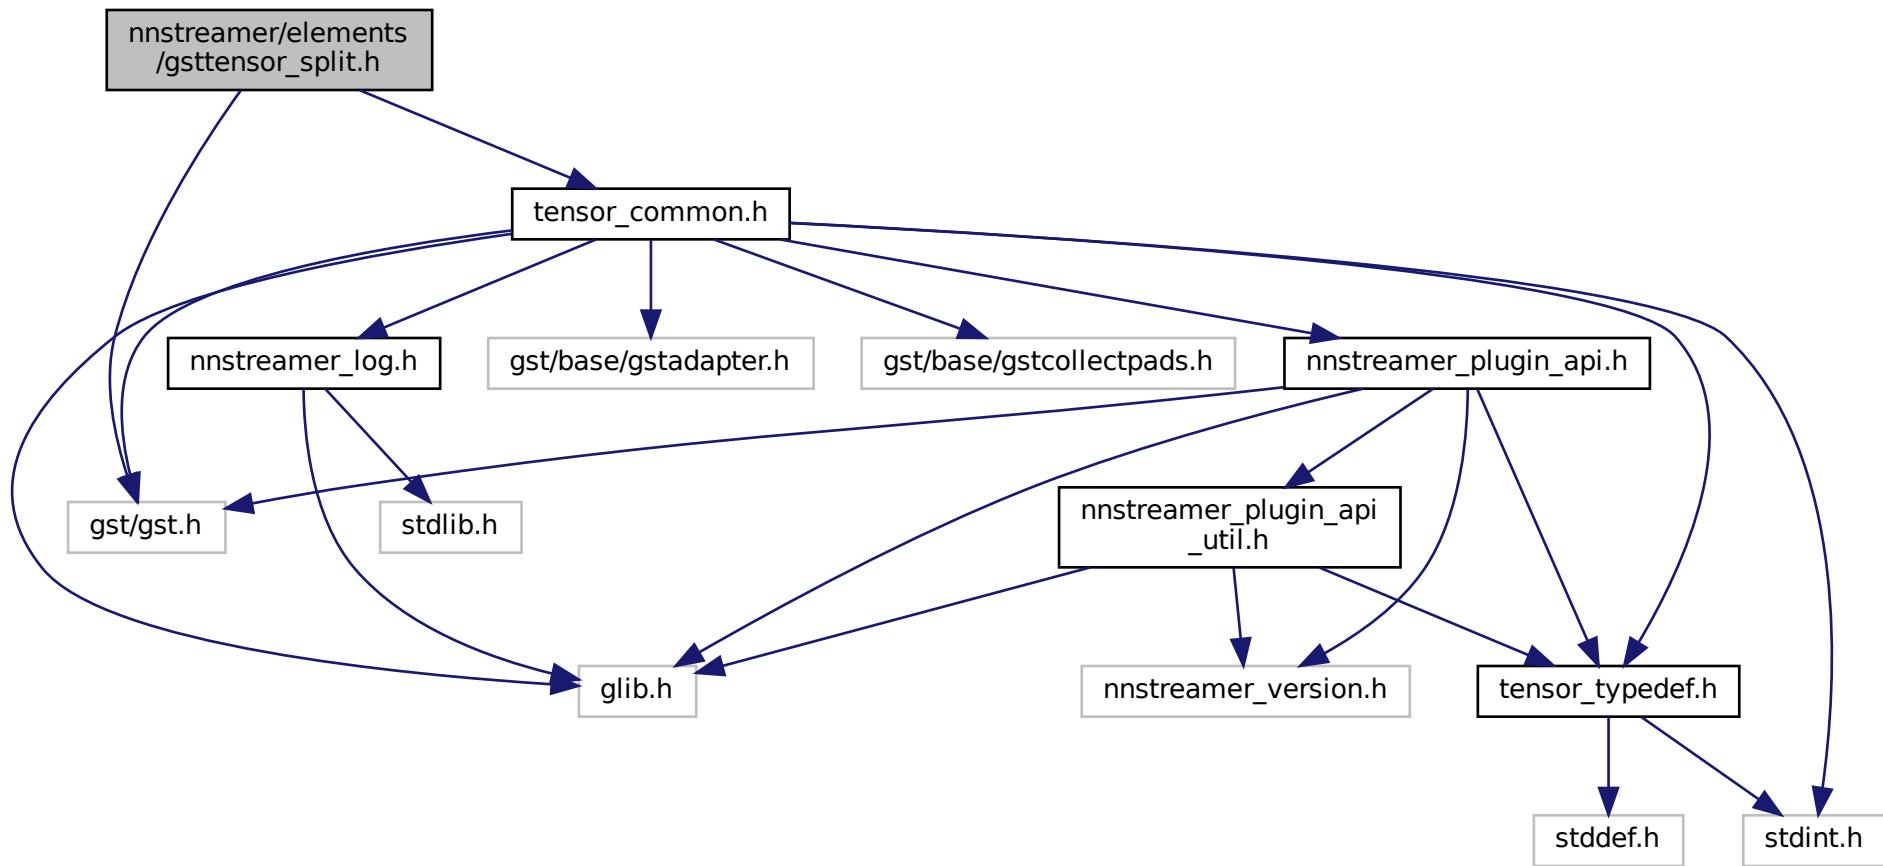 nnstreamer/elements
/gsttensor_split.h
tensor_common.h
nnstreamer_log.h
gst/base/gstadapter.h
gst/base/gstcollectpads.h
nnstreamer_plugin_api.h
gst/gst.h
stdlib.h
nnstreamer_plugin_api
_util.h
glib.h
nnstreamer_version.h
tensor_typedef.h
stddef.h
stdint.h